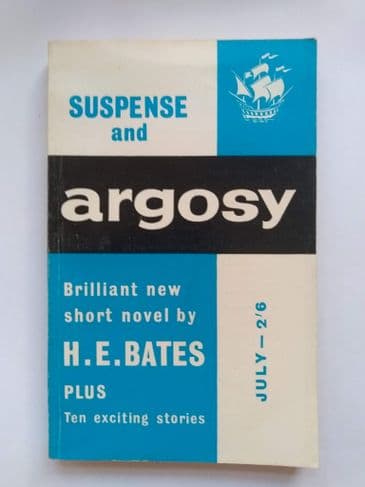 SUSPENSE
and
argosy
Brilliant new
short novel by
H.E.BATES
PLUS
Ten exciting stories
JULY — 2/6